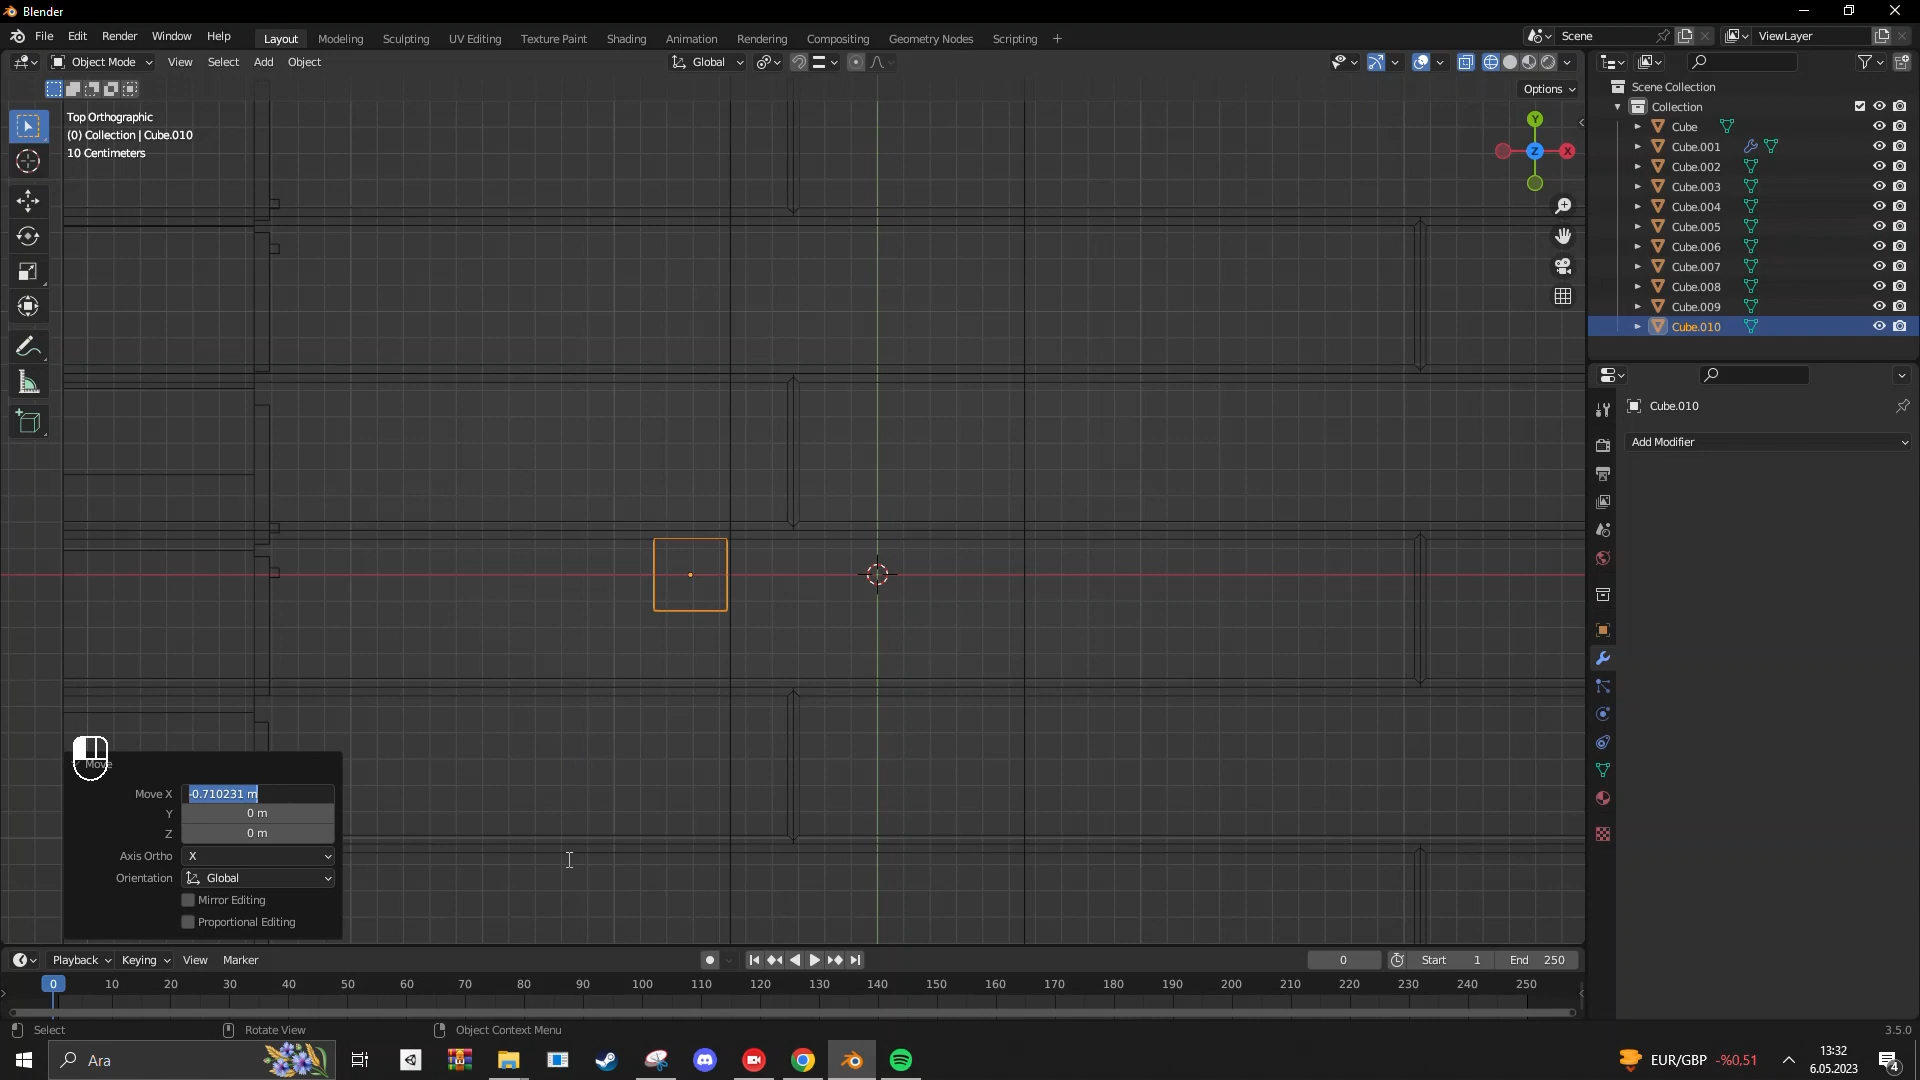 Blender
File Edit Render Window Help
Layout Modeling Sculpting UV Editing Texture Paint Shading Animation Rendering Compositing Geometry Nodes Scripting +
Scene
ViewLayer
Object Mode View Select Add Object
Global
Options
Top Orthographic
(0) Collection | Cube.010
10 Centimeters
Y
Z
X
Scene Collection
Collection
Cube
Cube.001
Cube.002
Cube.003
Cube.004
Cube.005
Cube.006
Cube.007
Cube.008
Cube.009
Cube.010
Cube.010
Add Modifier
Move
Move X -0.710231 m
Y 0 m
Z 0 m
Axis Ortho X
Orientation Global
Mirror Editing
Proportional Editing
Playback Keying View Marker
0 Start 1 End 250
0 10 20 30 40 50 60 70 80 90 100 110 120 130 140 150 160 170 180 190 200 210 220 230 240 250
Select Rotate View Object Context Menu
3.5.0
Ara
EUR/GBP -%0,51
13:32
6.05.2023
4